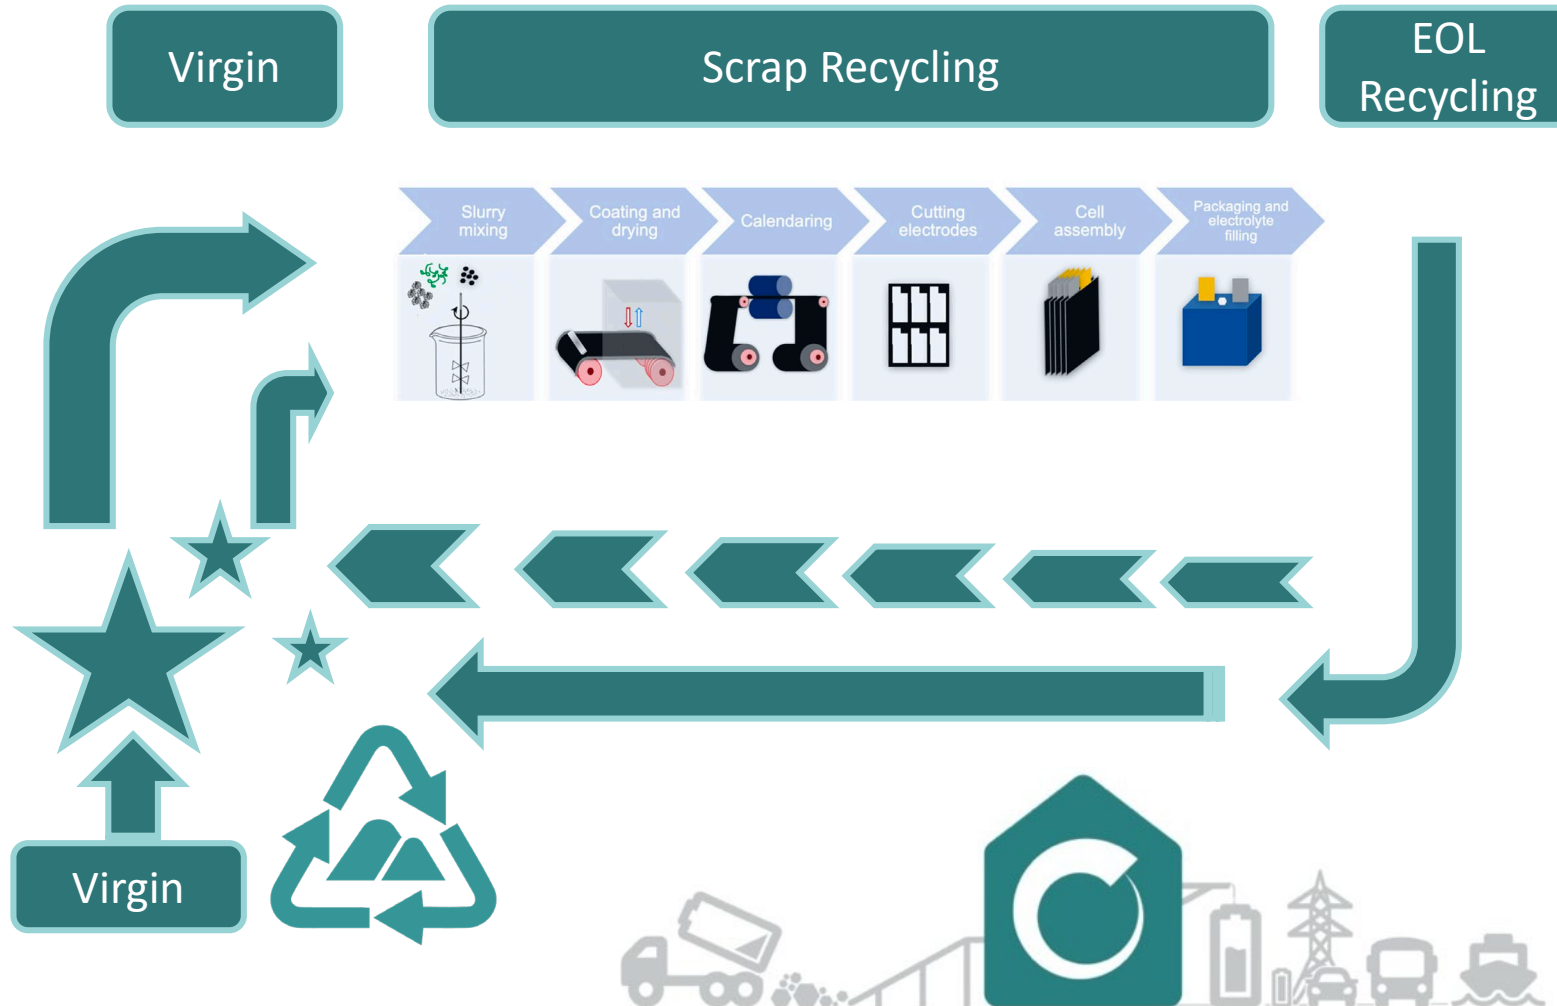 Virgin
Scrap Recycling
EOL
Recycling
Slurry
mixing
Coating and
drying
Calendaring
Cutting
electrodes
Cell
assembly
Packaging and
electrolyte
filling
Virgin